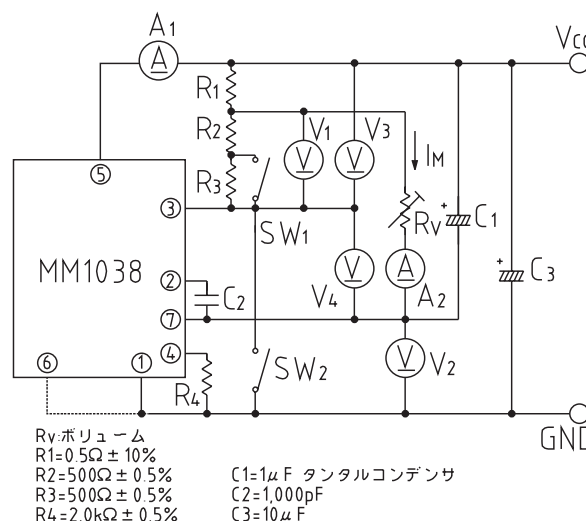 A1
A
VCC
R1
R2
V1
V3
V
V
IM
R3
RV
⑤
③
SW1
C1
+
MM1038
V
A
C3
+
②
C2
V4
A2
⑦
④
V
V2
⑥
①
R4
SW2
GND
RV:ボリューム
R1=0.5Ω±10%
R2=500Ω±0.5%
R3=500Ω±0.5%
R4=2.0kΩ±0.5%
C1=1μF タンタルコンデンサ
C2=1,000pF
C3=10μF